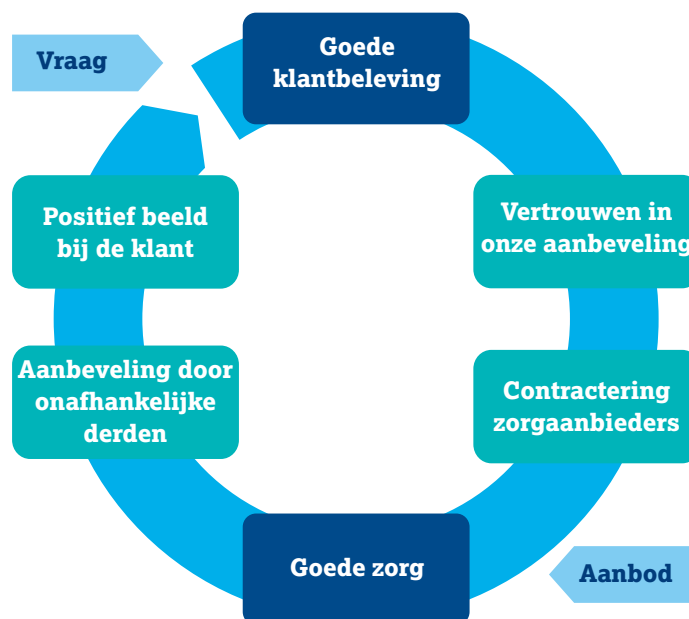 Vraag
Goede
klantbeleving
Positief beeld
bij de klant
Vertrouwen in
onze aanbeveling
Aanbeveling door
onafhankelijke
derden
Contractering
zorgaanbieders
Goede zorg
Aanbod